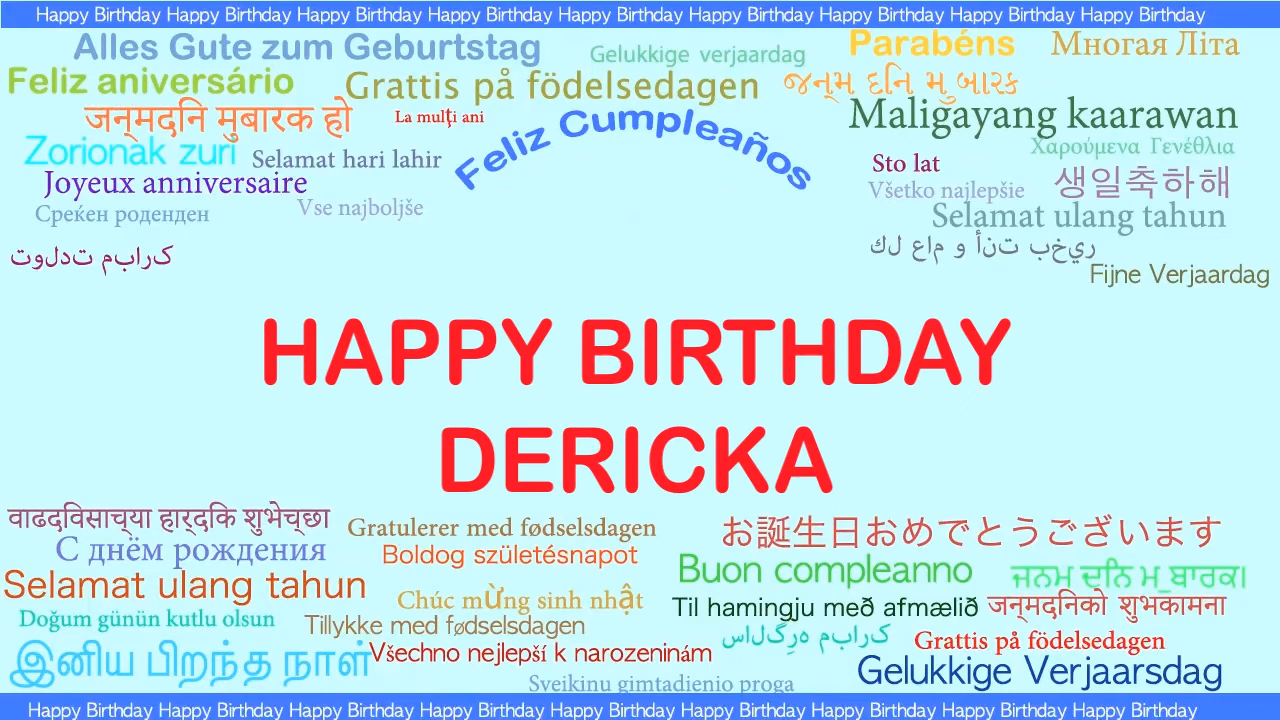 Happy Birthday Happy Birthday Happy Birthday Happy Birthday Happy Birthday Happy Birthday Happy Birthday Happy Birthday Happy Birthday
Alles Gute zum Geburtstag
Gelukkige verjaardag
Parabéns
Многая Літа
Feliz aniversário
Grattis på födelsedagen
જન્મ દનિ મુબારક
जन्मदनि मुबारक हो
La mulţi ani
Feliz Cumpleaños
Maligayang kaarawan
Zorionak zuri
Selamat hari lahir
Χαρούμενα Γενέθλια
Sto lat
Joyeux anniversaire
Všetko najlepšie
생일축하해
Среќен роденден
Vse najboljše
Selamat ulang tahun
تولدت مبارک
كل عام و أنت بخير
Fijne Verjaardag
HAPPY BIRTHDAY
DERICKA
वाढदविसाच्या हार्दकि शुभेच्छा
Gratulerer med fødselsdagen
お誕生日おめでとうございます
С днём рождения
Boldog születésnapot
Buon compleanno
ਜਨਮ ਦਨਿ ਮੁਬਾਰਕ।
Selamat ulang tahun
Chúc mừng sinh nhật
Til hamingju með afmælið
जन्मदनिको शुभकामना
Doğum günün kutlu olsun
Tillykke med fødselsdagen
سالگرہ مبارک
Grattis på födelsedagen
இனிய பிறந்த நாள்
Všechno nejlepší k narozeninám
Gelukkige Verjaarsdag
Sveikinu gimtadienio proga
Happy Birthday Happy Birthday Happy Birthday Happy Birthday Happy Birthday Happy Birthday Happy Birthday Happy Birthday Happy Birthday